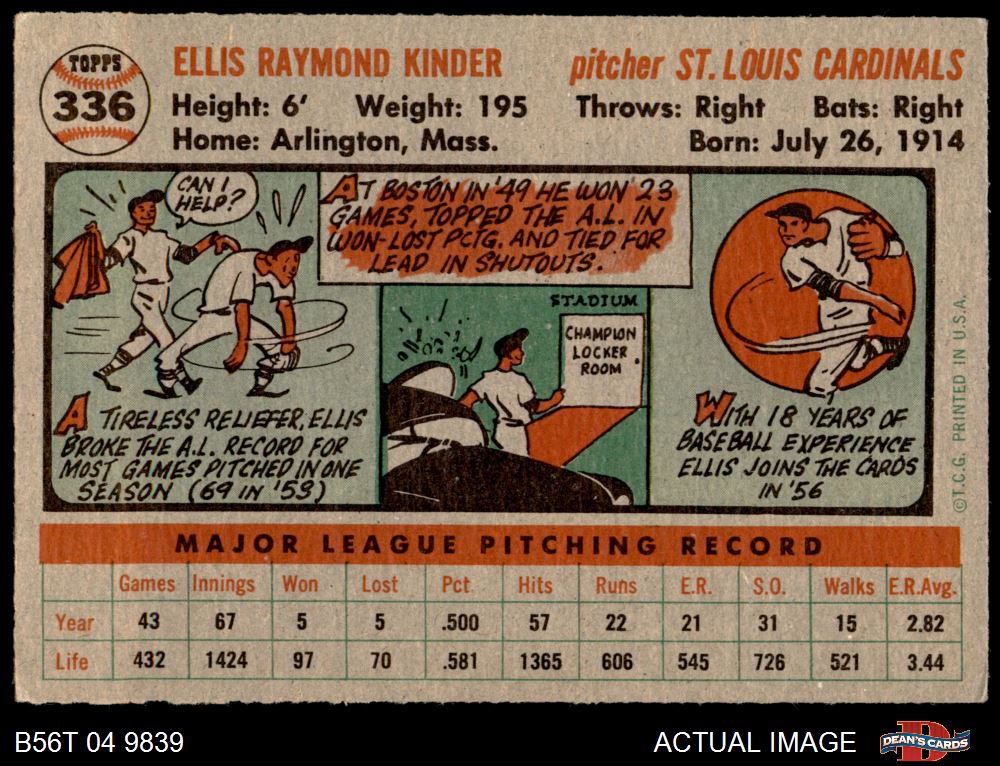 TOPPS
336
ELLIS RAYMOND KINDER pitcher ST. LOUIS CARDINALS
Height: 6' Weight: 195 Throws: Right Bats: Right
Home: Arlington, Mass. Born: July 26, 1914
CAN I
HELP?
AT BOSTON IN '49 HE WON 23
GAMES, TOPPED THE A.L. IN
WON-LOST PCTG. AND TIED FOR
LEAD IN SHUTOUTS.
STADIUM
CHAMPION
LOCKER
ROOM
A TIRELESS RELIEFER, ELLIS
BROKE THE A.L. RECORD FOR
MOST GAMES PITCHED IN ONE
SEASON (69 IN '53)
WITH 18 YEARS OF
BASEBALL EXPERIENCE
ELLIS JOINS THE CARDS
IN '56
©T.C.G. PRINTED IN U.S.A.
MAJOR LEAGUE PITCHING RECORD
Games Innings Won Lost Pct Hits Runs E.R. S.O. Walks E.R.Avg.
Year 43 67 5 5 .500 57 22 21 31 15 2.82
Life 432 1424 97 70 .581 1365 606 545 726 521 3.44
B56T 04 9839
ACTUAL IMAGE
D
DEAN'S CARDS